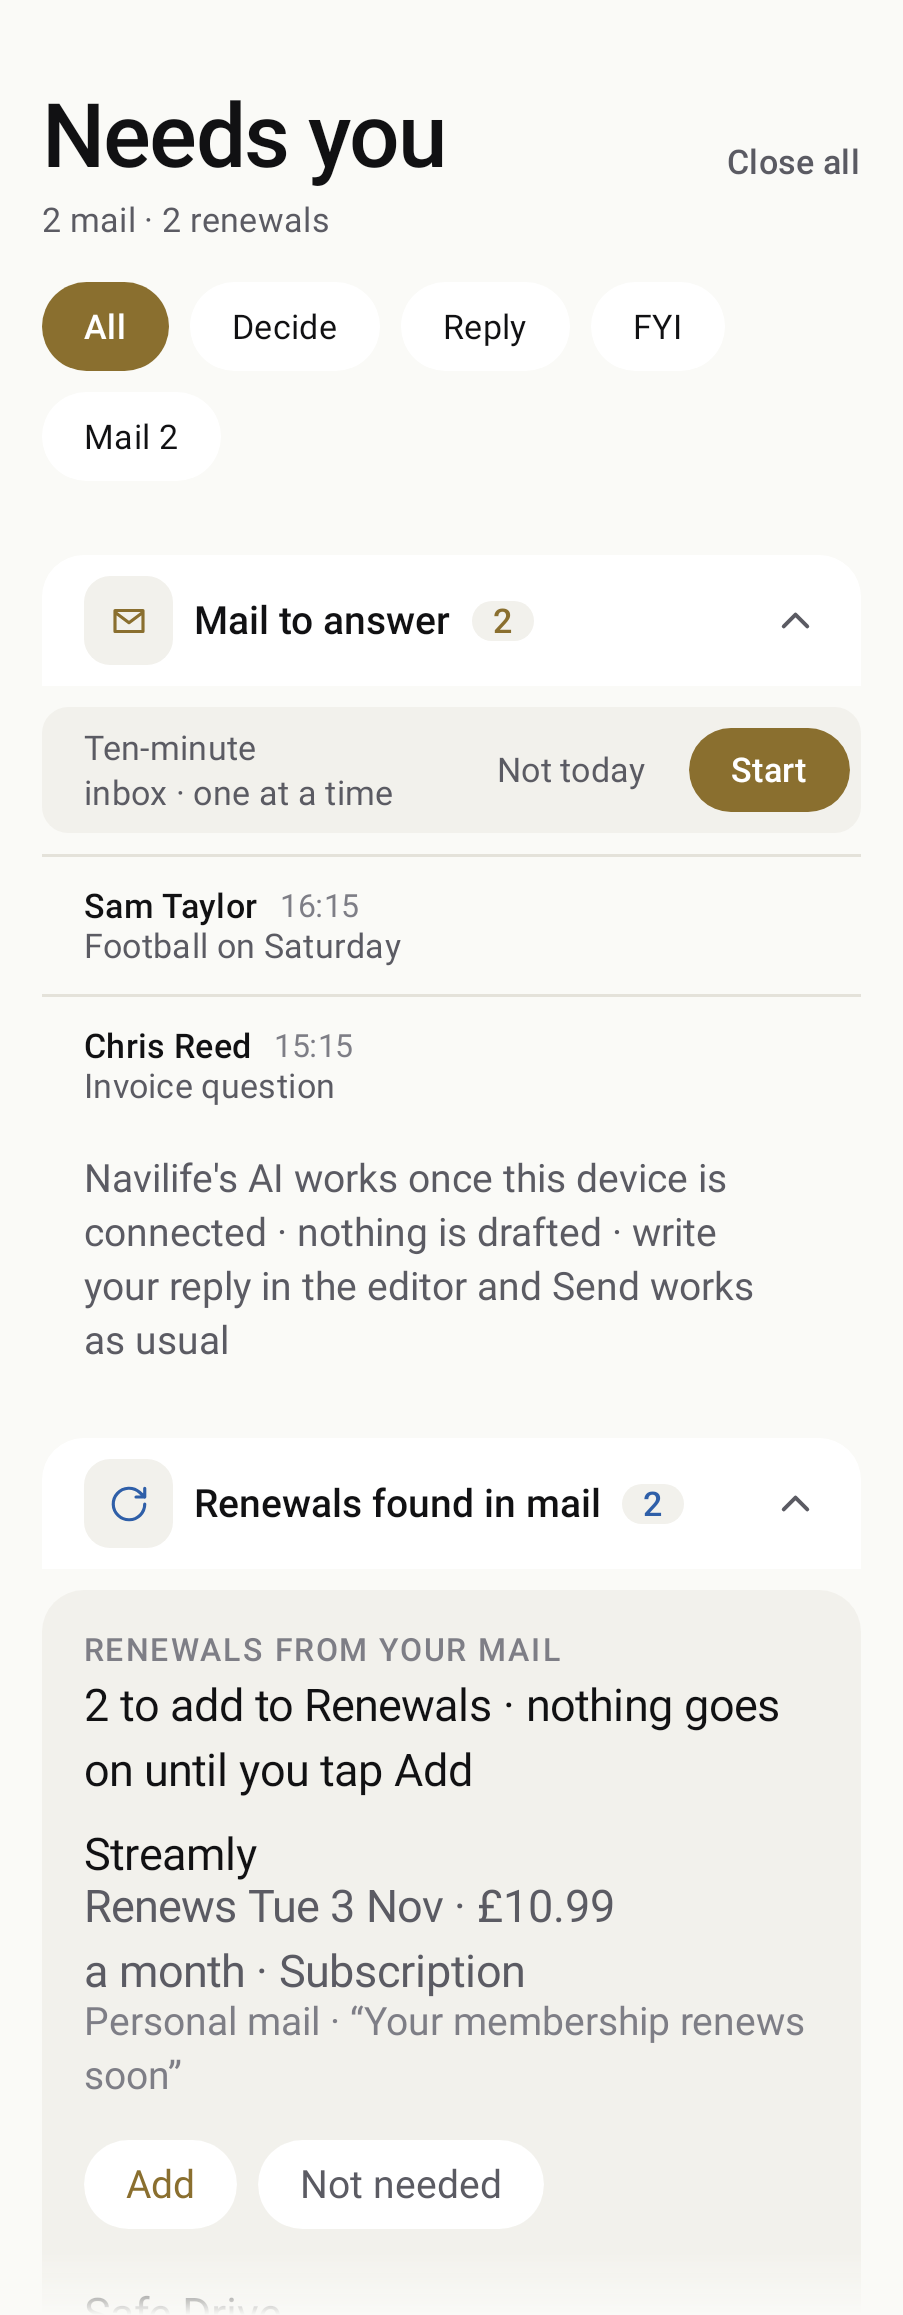 Needs you
Close all
2 mail · 2 renewals
All
Decide
Reply
FYI
Mail 2
Mail to answer 2
Ten-minute
inbox · one at a time
Not today
Start
Sam Taylor 16:15
Football on Saturday
Chris Reed 15:15
Invoice question
Navilife's AI works once this device is
connected · nothing is drafted · write
your reply in the editor and Send works
as usual
Renewals found in mail 2
RENEWALS FROM YOUR MAIL
2 to add to Renewals · nothing goes
on until you tap Add
Streamly
Renews Tue 3 Nov · £10.99
a month · Subscription
Personal mail · “Your membership renews
soon”
Add
Not needed
Safe Drive